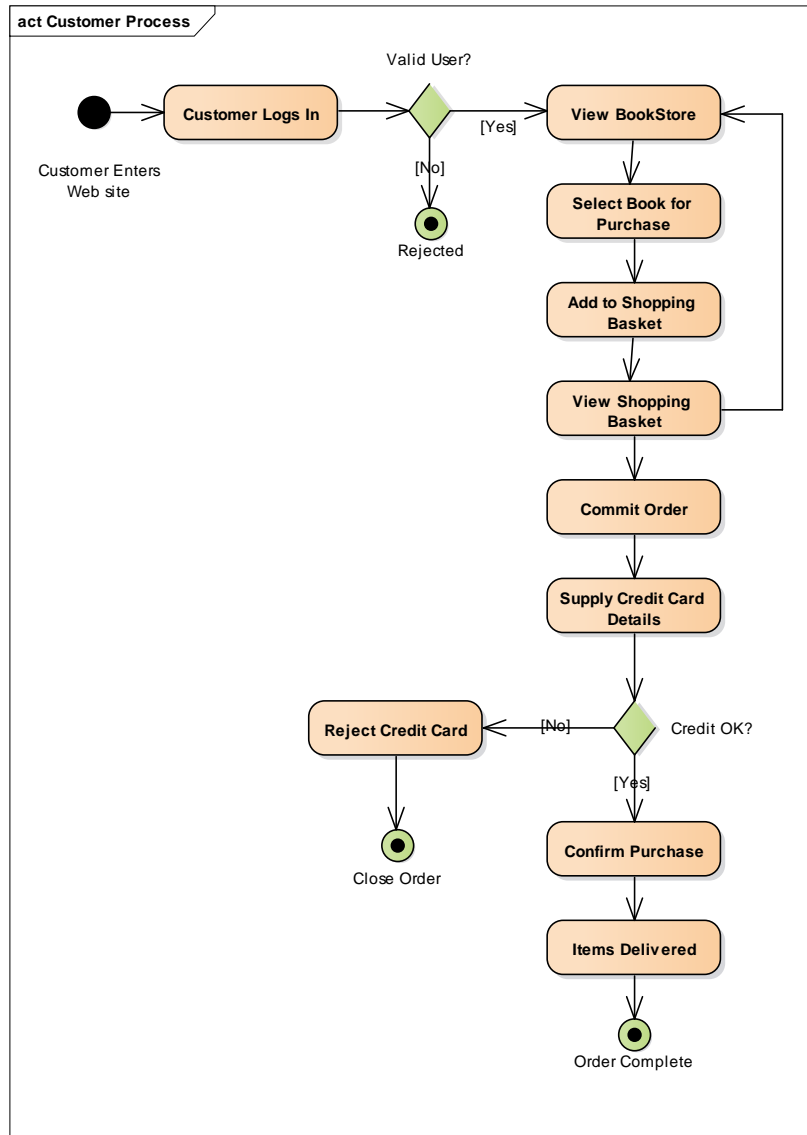 act Customer Process
Valid User?
Customer Logs In
View BookStore
[Yes]
Customer Enters
Web site
[No]
Rejected
Select Book for
Purchase
Add to Shopping
Basket
View Shopping
Basket
Commit Order
Supply Credit Card
Details
Reject Credit Card
[No]
Credit OK?
[Yes]
Close Order
Confirm Purchase
Items Delivered
Order Complete